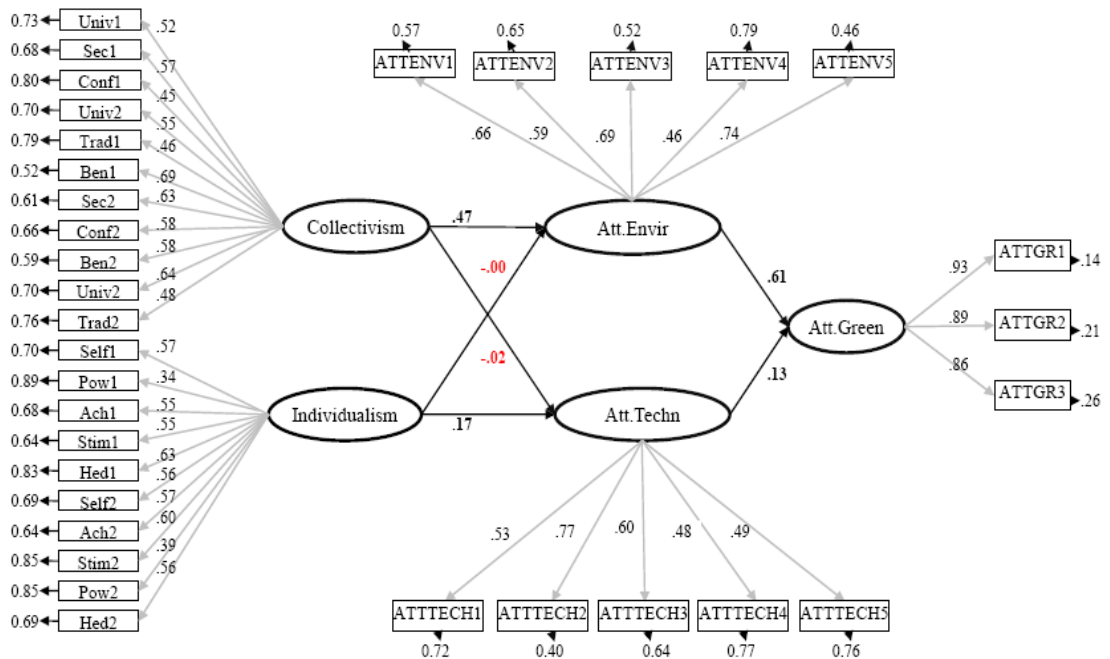 0.73 Univ1 .52
0.68 Sec1 .57
0.80 Conf1 .45
0.70 Univ2 .55
0.79 Trad1 .46
0.52 Ben1 .69
0.61 Sec2 .63
0.66 Conf2 .58
0.59 Ben2 .58
0.70 Univ2 .64
0.76 Trad2 .48
0.70 Self1 .57
0.89 Pow1 .34
0.68 Ach1 .55
0.64 Stim1 .55
0.83 Hed1 .63
0.69 Self2 .56
0.64 Ach2 .57
0.85 Stim2 .60
0.85 Pow2 .39
0.69 Hed2 .56
Collectivism
Individualism
.47
-.00
-.02
.17
0.57 0.65 0.52 0.79 0.46
ATTENV1 ATTENV2 ATTENV3 ATTENV4 ATTENV5
.66 .59 .69 .46 .74
Att.Envir
Att.Techn
.53 .77 .60 .48 .49
ATTTECH1 ATTTECH2 ATTTECH3 ATTTECH4 ATTTECH5
0.72 0.40 0.64 0.77 0.76
.61
.13
Att.Green
.93 ATTGR1 .14
.89 ATTGR2 .21
.86 ATTGR3 .26